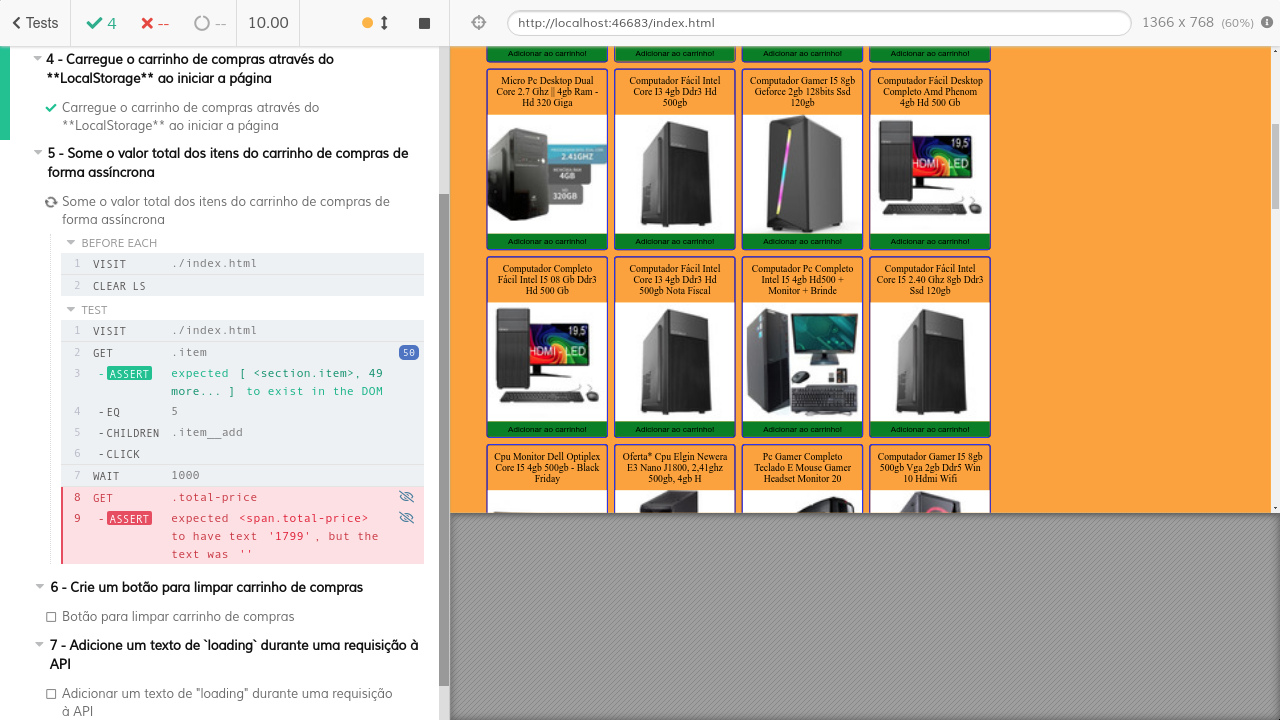 Tests
4
--
--
10.00
http://localhost:46683/index.html
1366 x 768 (60%)
4 - Carregue o carrinho de compras através do
**LocalStorage** ao iniciar a página
Carregue o carrinho de compras através do
**LocalStorage** ao iniciar a página
5 - Some o valor total dos itens do carrinho de compras de
forma assíncrona
Some o valor total dos itens do carrinho de compras de
forma assíncrona
BEFORE EACH
1 VISIT ./index.html
2 CLEAR LS
TEST
1 VISIT ./index.html
2 GET .item 50
3 -ASSERT expected [ <section.item>, 49
more... ] to exist in the DOM
4 -EQ 5
5 -CHILDREN .item__add
6 -CLICK
7 WAIT 1000
8 GET .total-price
9 -ASSERT expected <span.total-price>
to have text '1799', but the
text was ''
6 - Crie um botão para limpar carrinho de compras
Botão para limpar carrinho de compras
7 - Adicione um texto de `loading` durante uma requisição à
API
Adicionar um texto de "loading" durante uma requisição
à API
Adicionar ao carrinho! Adicionar ao carrinho! Adicionar ao carrinho! Adicionar ao carrinho!
Micro Pc Desktop Dual
Core 2.7 Ghz || 4gb Ram -
Hd 320 Giga
2.41GHZ
4GB
320GB
Adicionar ao carrinho!
Computador Fácil Intel
Core I3 4gb Ddr3 Hd
500gb
Adicionar ao carrinho!
Computador Gamer I5 8gb
Geforce 2gb 128bits Ssd
120gb
Adicionar ao carrinho!
Computador Fácil Desktop
Completo Amd Phenom
4gb Hd 500 Gb
19,5'
HDMI - LED
Adicionar ao carrinho!
Computador Completo
Fácil Intel I5 08 Gb Ddr3
Hd 500 Gb
19,5'
HDMI - LED
Adicionar ao carrinho!
Computador Fácil Intel
Core I3 4gb Ddr3 Hd
500gb Nota Fiscal
Adicionar ao carrinho!
Computador Pc Completo
Intel I5 4gb Hd500 +
Monitor + Brinde
Adicionar ao carrinho!
Computador Fácil Intel
Core I5 2.40 Ghz 8gb Ddr3
Ssd 120gb
Adicionar ao carrinho!
Cpu Monitor Dell Optiplex
Core I5 4gb 500gb - Black
Friday
Oferta* Cpu Elgin Newera
E3 Nano J1800, 2,41ghz
500gb, 4gb H
Pc Gamer Completo
Teclado E Mouse Gamer
Headset Monitor 20
Computador Gamer I5 8gb
500gb Vga 2gb Ddr5 Win
10 Hdmi Wifi